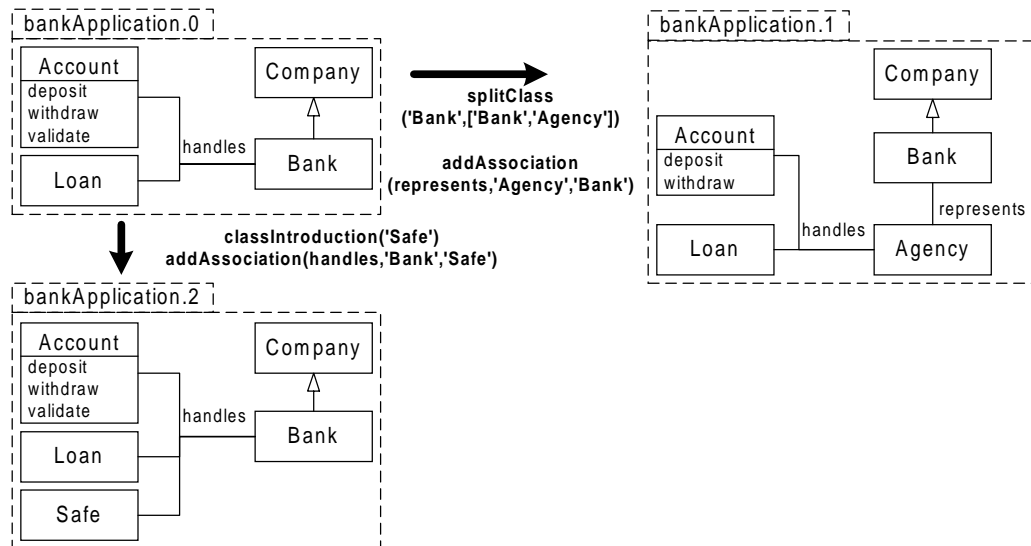 bankApplication.0
Account
deposit
withdraw
validate
Loan
handles
Company
Bank
splitClass
('Bank',['Bank','Agency'])
addAssociation
(represents,'Agency','Bank')
bankApplication.1
Company
Account
deposit
withdraw
Bank
represents
Loan
handles
Agency
classIntroduction('Safe')
addAssociation(handles,'Bank','Safe')
bankApplication.2
Account
deposit
withdraw
validate
Loan
Safe
handles
Company
Bank